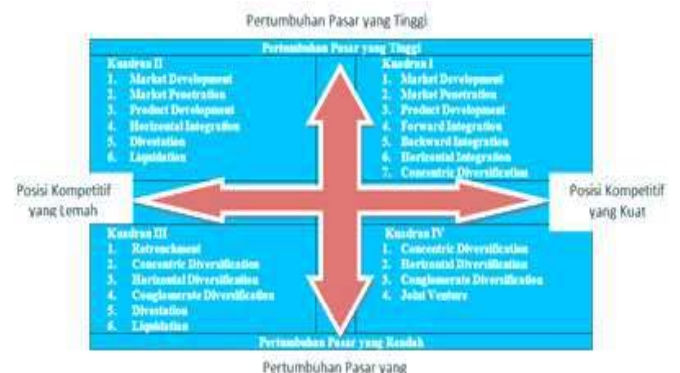 Pertumbuhan Pasar yang Tinggi
Pertumbuhan Pasar yang Tinggi
Kuadran II
1. Market Development
2. Market Penetration
3. Product Development
4. Horizontal Integration
5. Divestation
6. Liquidation
Kuadran I
1. Market Development
2. Market Penetration
3. Product Development
4. Forward Integration
5. Backward Integration
6. Horizontal Integration
7. Concentric Diversification
Posisi Kompetitif
yang Lemah
Posisi Kompetitif
yang Kuat
Kuadran III
1. Retrenchment
2. Concentric Diversification
3. Horizontal Diversification
4. Conglomerate Diversification
5. Divestation
6. Liquidation
Kuadran IV
1. Concentric Diversification
2. Horizontal Diversification
3. Conglomerate Diversification
4. Joint Venture
Pertumbuhan Pasar yang Rendah
Pertumbuhan Pasar yang